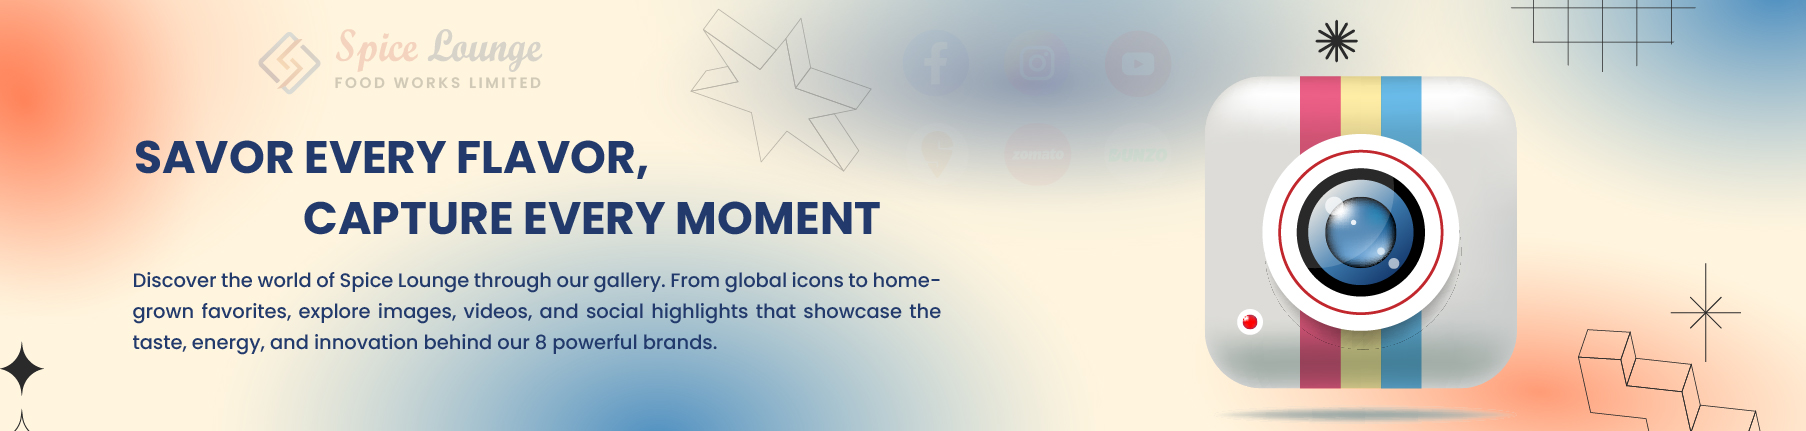 Spice Lounge
FOOD WORKS LIMITED
zomato
SAVOR EVERY FLAVOR,
CAPTURE EVERY MOMENT
Discover the world of Spice Lounge through our gallery. From global icons to home-
grown favorites, explore images, videos, and social highlights that showcase the
taste, energy, and innovation behind our 8 powerful brands.